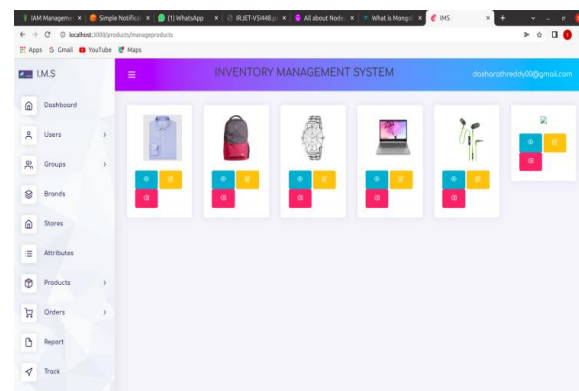 IAM Managemen
Simple Notificat
(1) WhatsApp
IRJET-V5I448.p
All about Node.
What is Mongo
IMS
localhost:3000/products/manageproducts
Apps
Gmail
YouTube
Maps
I.M.S
INVENTORY MANAGEMENT SYSTEM
dasharathreddy00@gmail.com
Dashboard
Users
Groups
Brands
Stores
Attributes
Products
Orders
Report
Track